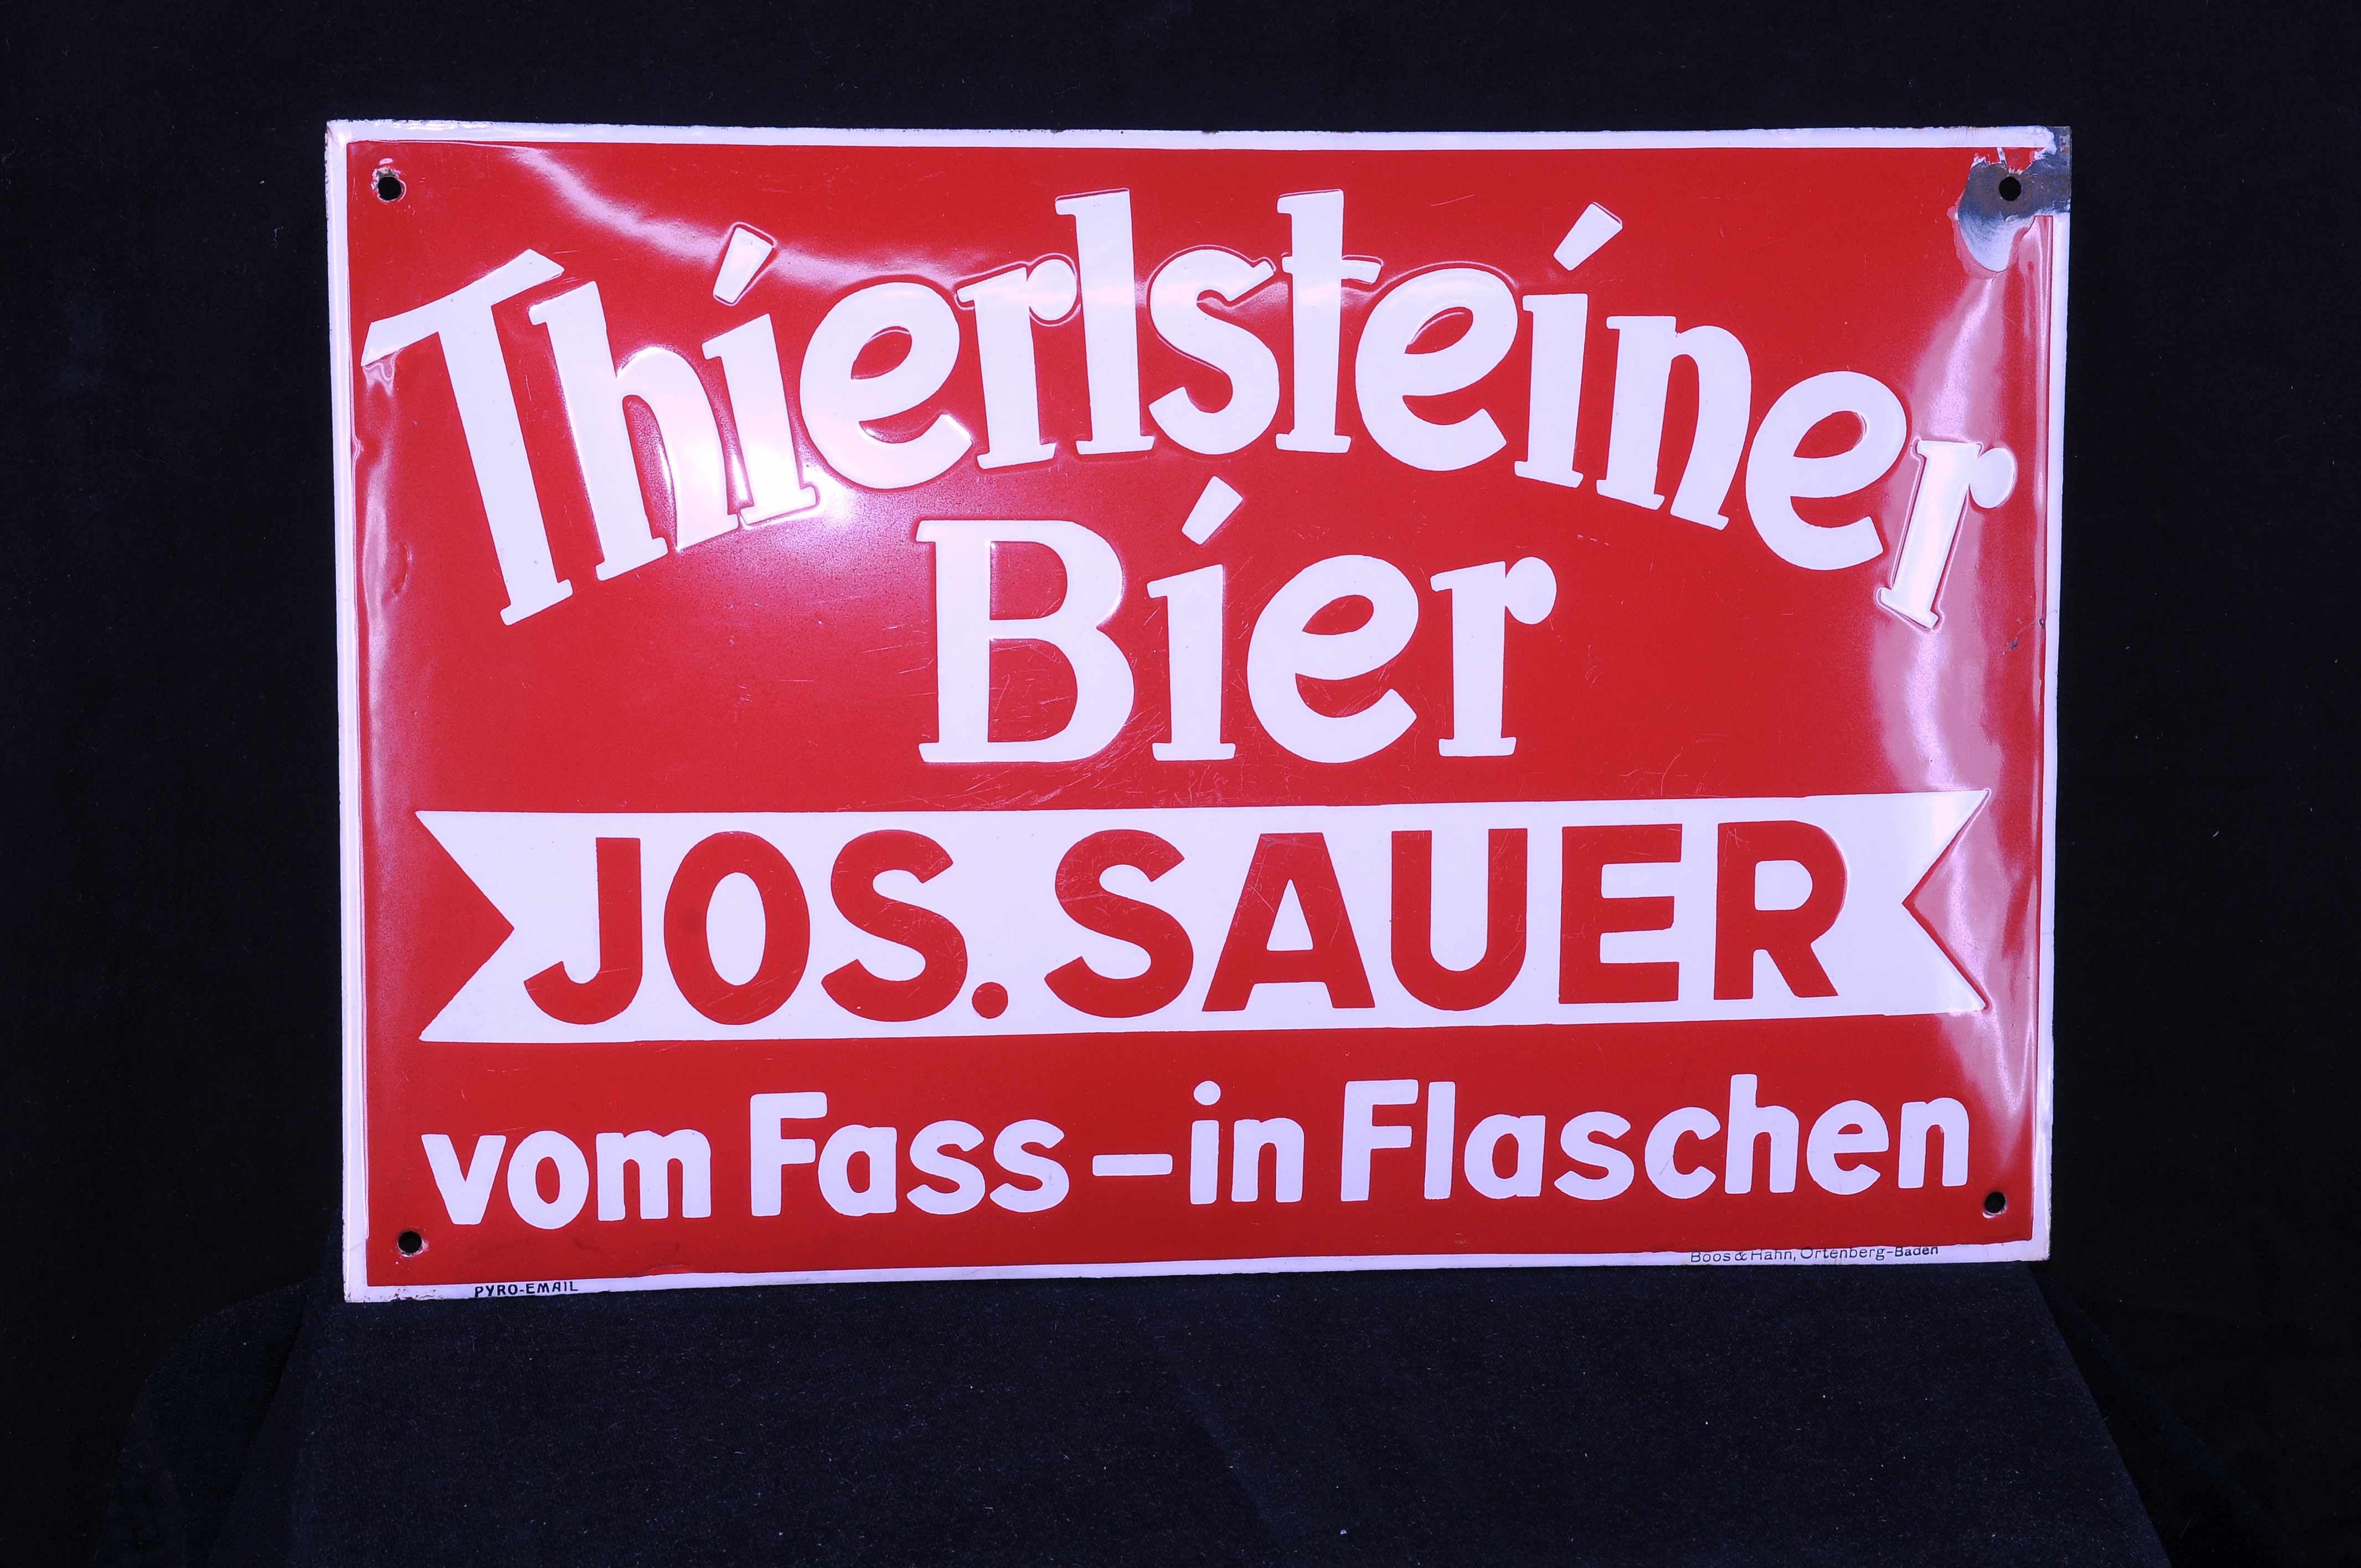 Thierlsteiner
Bier
JOS. SAUER
vom Fass – in Flaschen
Boos & Hahn, Ortenberg-Baden
PYRO-EMAIL